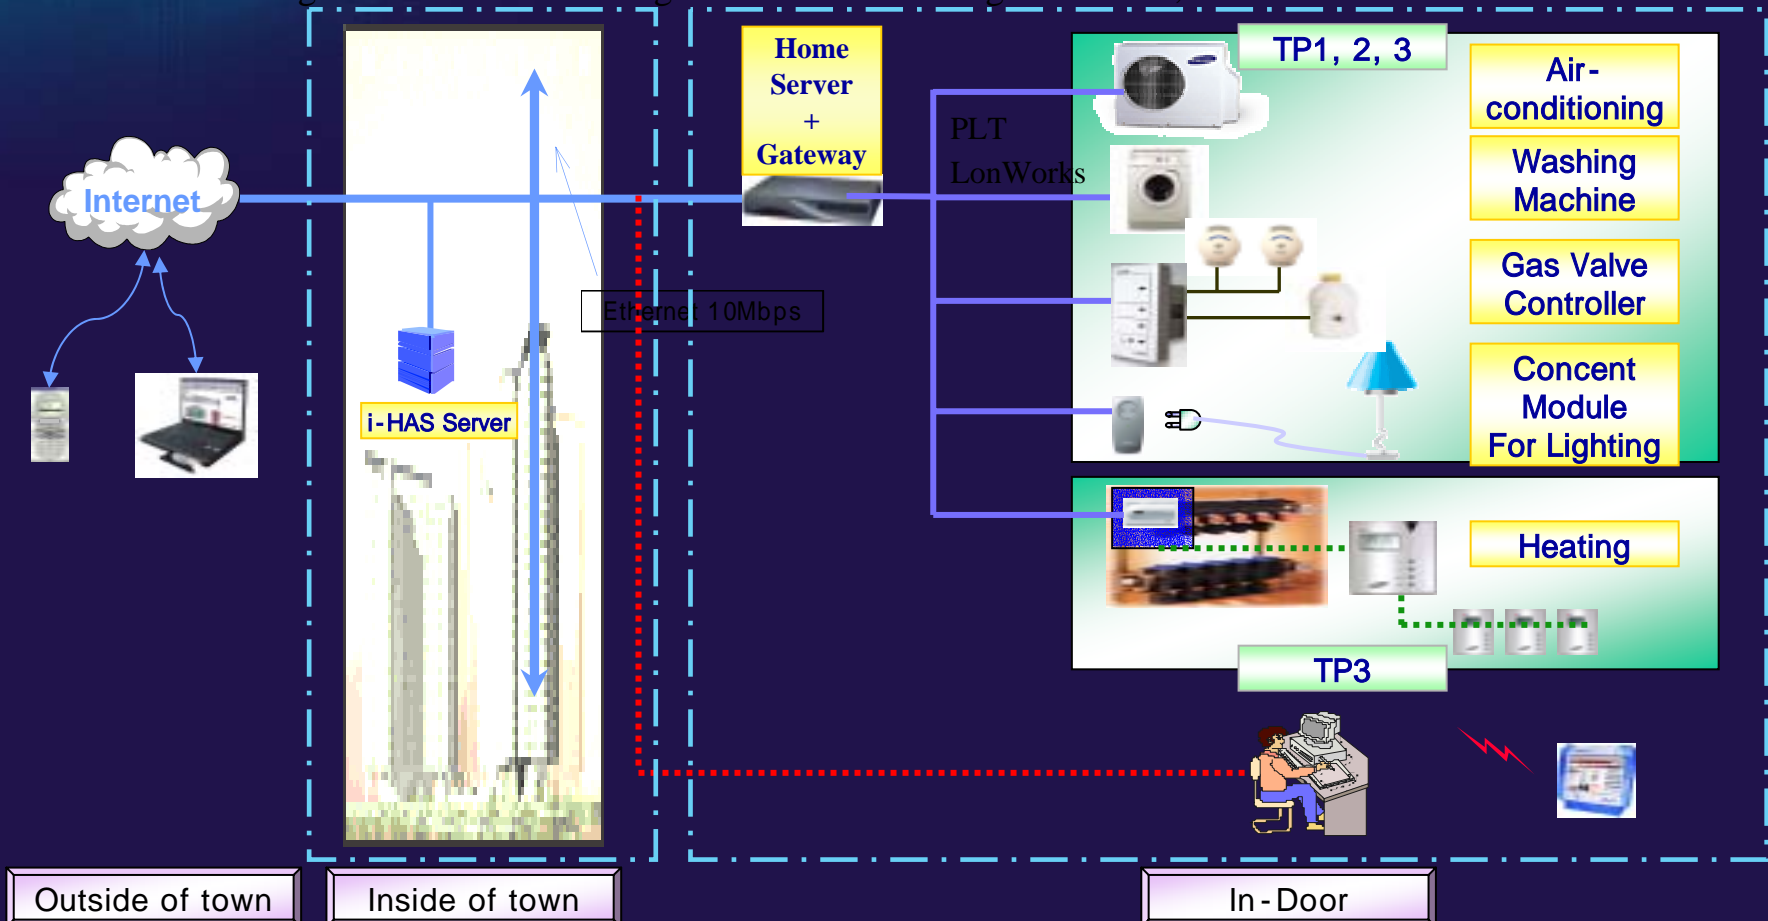 Home
Server
+
Gateway
TP1, 2, 3
Air-
conditioning
PLT
LonWorks
Washing
Machine
Internet
Gas Valve
Controller
Ethernet 10Mbps
Concent
Module
For Lighting
i-HAS Server
Heating
TP3
Outside of town
Inside of town
In-Door